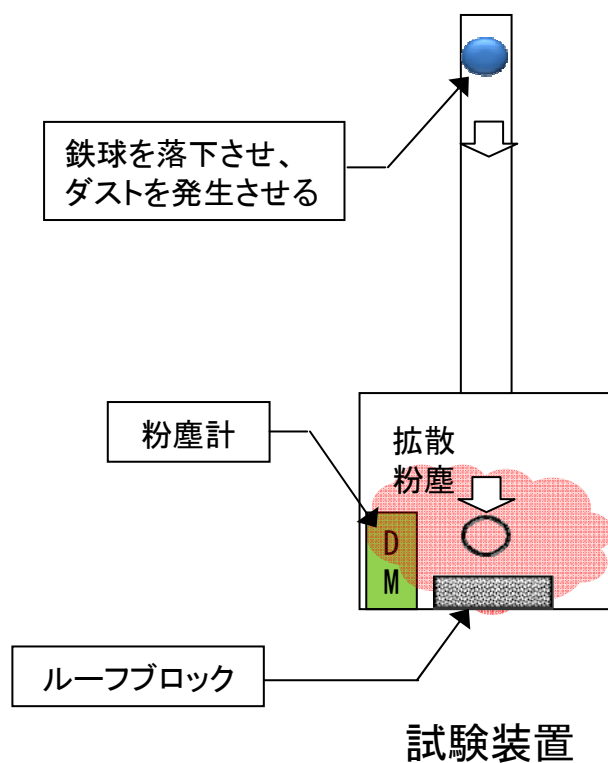 鉄球を落下させ、
ダストを発生させる
粉塵計
拡散
粉塵
D
M
ルーフブロック
試験装置